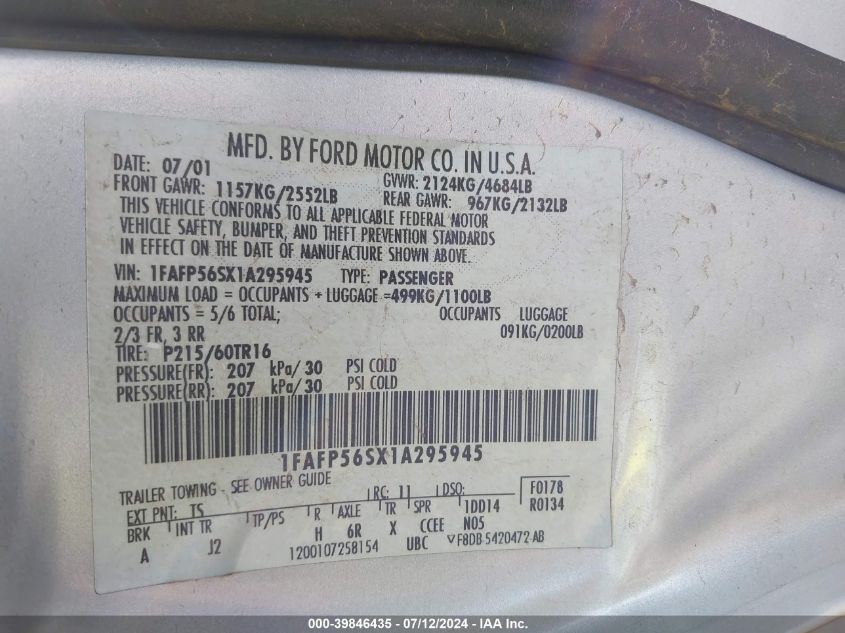 MFD. BY FORD MOTOR CO. IN U.S.A.
DATE: 07/01 GVWR: 2124KG/4684LB
FRONT GAWR: 1157KG/2552LB REAR GAWR: 967KG/2132LB
THIS VEHICLE CONFORMS TO ALL APPLICABLE FEDERAL MOTOR
VEHICLE SAFETY, BUMPER, AND THEFT PREVENTION STANDARDS
IN EFFECT ON THE DATE OF MANUFACTURE SHOWN ABOVE.
VIN: 1FAFP56SX1A295945 TYPE: PASSENGER
MAXIMUM LOAD = OCCUPANTS + LUGGAGE =499KG/1100LB
OCCUPANTS = 5/6 TOTAL; OCCUPANTS LUGGAGE
2/3 FR, 3 RR 091KG/0200LB
TIRE: P215/60TR16
PRESSURE(FR): 207 kPa/ 30 PSI COLD
PRESSURE(RR): 207 kPa/ 30 PSI COLD
1FAFP56SX1A295945
TRAILER TOWING - SEE OWNER GUIDE
EXT PNT: TS RC: 11 DSO: F0178
BRK INT TR TP/PS R AXLE TR SPR 1DD14 R0134
A J2 H 6R X CCEE N05
1200107258154 UBC ▽F8DB-5420472-AB
000-39846435 - 07/12/2024 - IAA Inc.